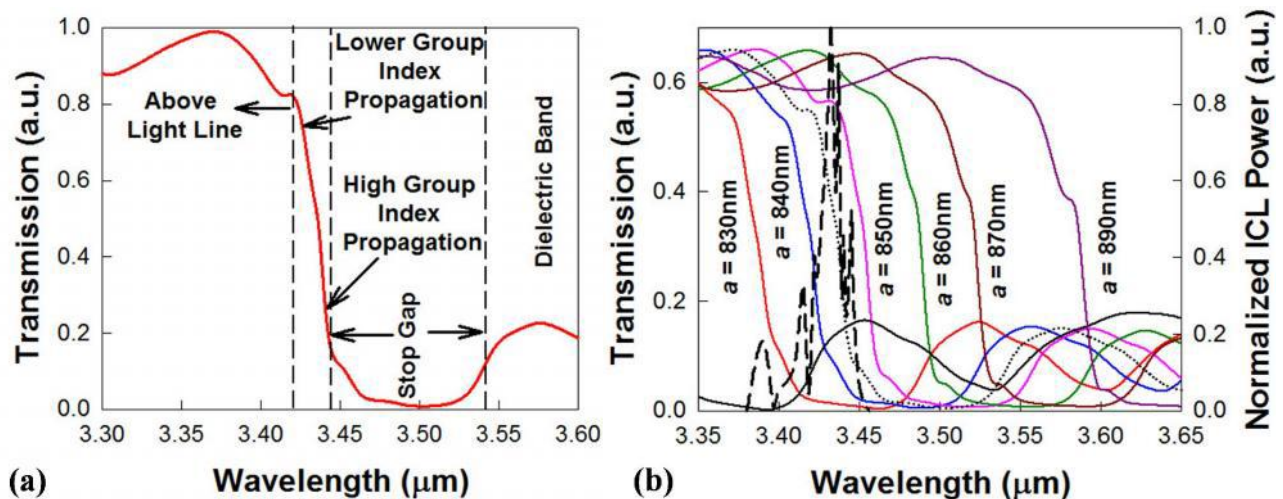 1.0
0.8
0.6
0.4
0.2
0.0
Transmission (a.u.)
Lower Group
Index
Propagation
Above
Light Line
High Group
Index
Propagation
Stop Gap
Dielectric Band
3.30 3.35 3.40 3.45 3.50 3.55 3.60
Wavelength (μm)
(a)
0.6
0.4
0.2
0.0
Transmission (a.u.)
a = 830nm
a = 840nm
a = 850nm
a = 860nm
a = 870nm
a = 890nm
1.0
0.8
0.6
0.4
0.2
0.0
Normalized ICL Power (a.u.)
3.35 3.40 3.45 3.50 3.55 3.60 3.65
Wavelength (μm)
(b)